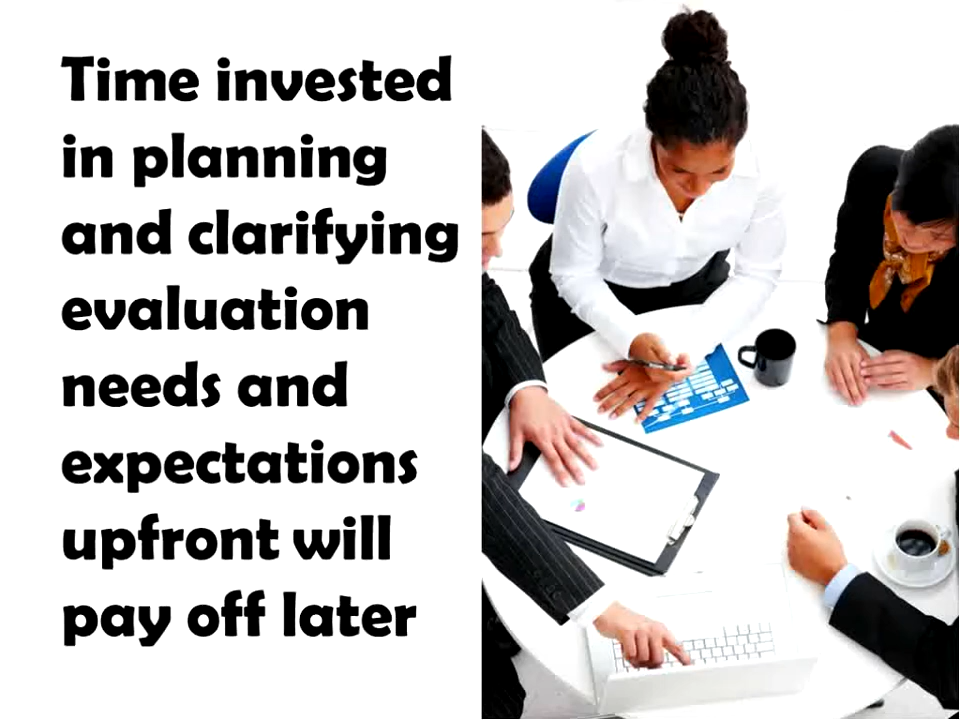 Time invested
in planning
and clarifying
evaluation
needs and
expectations
upfront will
pay off later